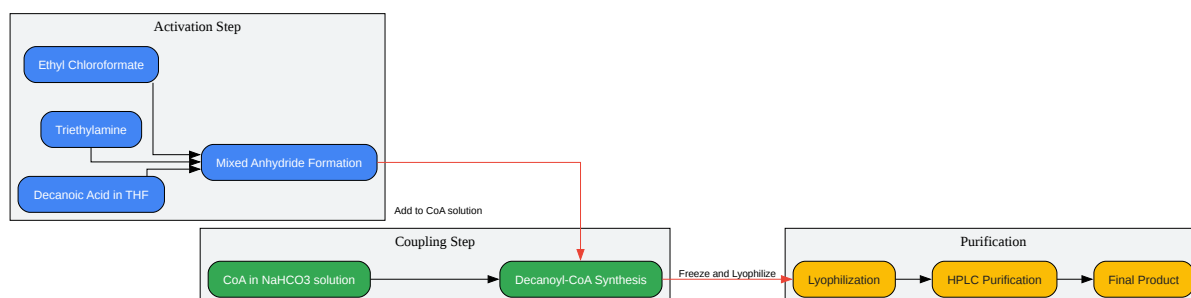 Activation Step
Ethyl Chloroformate
Triethylamine
Mixed Anhydride Formation
Decanoic Acid in THF
Add to CoA solution
Coupling Step
Purification
CoA in NaHCO3 solution
Decanoyl-CoA Synthesis
Freeze and Lyophilize
Lyophilization
HPLC Purification
Final Product